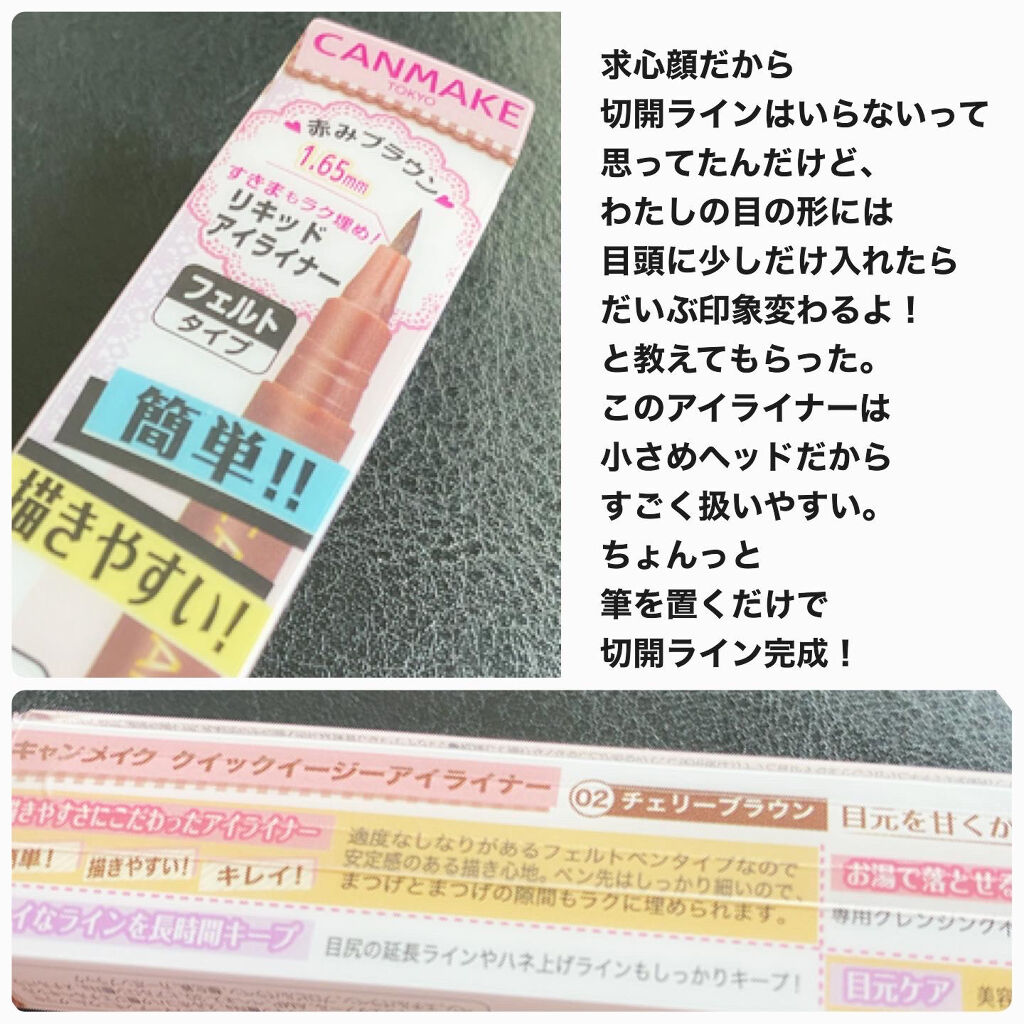 CANMAKE
TOKYO
赤みブラウン
1.65mm
すきまもラク埋め!
リキッド
アイライナー
フェルト
タイプ
簡単!!
描きやすい!
求心顔だから
切開ラインはいらないって
思ってたんだけど、
わたしの目の形には
目頭に少しだけ入れたら
だいぶ印象変わるよ!
と教えてもらった。
このアイライナーは
小さめヘッドだから
すごく扱いやすい。
ちょんっと
筆を置くだけで
切開ライン完成!
キャンメイク クイックイージーアイライナー
02 チェリーブラウン
目元を甘くか
描きやすさにこだわったアイライナー
簡単! 描きやすい! キレイ!
適度なしなりがあるフェルトペンタイプなので
安定感のある描き心地。ペン先はしっかり細いので、
まつげとまつげの隙間もラクに埋められます。
お湯で落とせる
専用クレンジング
イなラインを長時間キープ
目尻の延長ラインやハネ上げラインもしっかりキープ!
目元ケア
美容